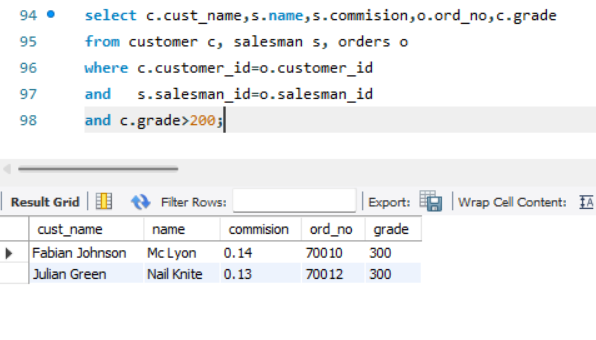 94 select c.cust_name,s.name,s.commision,o.ord_no,c.grade
95 from customer c, salesman s, orders o
96 where c.customer_id=o.customer_id
97 and s.salesman_id=o.salesman_id
98 and c.grade>200;
Result Grid Filter Rows: Export: Wrap Cell Content: IA
cust_name name commision ord_no grade
Fabian Johnson Mc Lyon 0.14 70010 300
Julian Green Nail Knite 0.13 70012 300